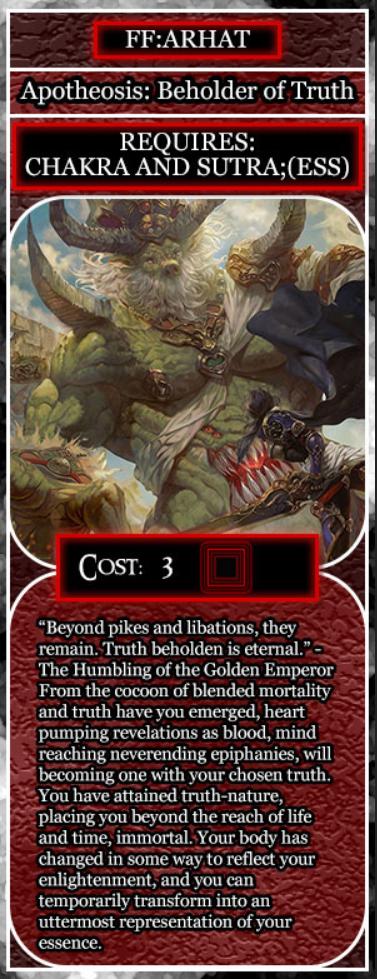 FF:ARHAT
Apotheosis: Beholder of Truth
REQUIRES:
CHAKRA AND SUTRA;(ESS)
COST: 3
“Beyond pikes and libations, they
remain. Truth beholden is eternal.” -
The Humbling of the Golden Emperor
From the cocoon of blended mortality
and truth have you emerged, heart
pumping revelations as blood, mind
reaching neverending epiphanies, will
becoming one with your chosen truth.
You have attained truth-nature,
placing you beyond the reach of life
and time, immortal. Your body has
changed in some way to reflect your
enlightenment, and you can
temporarily transform into an
uttermost representation of your
essence.